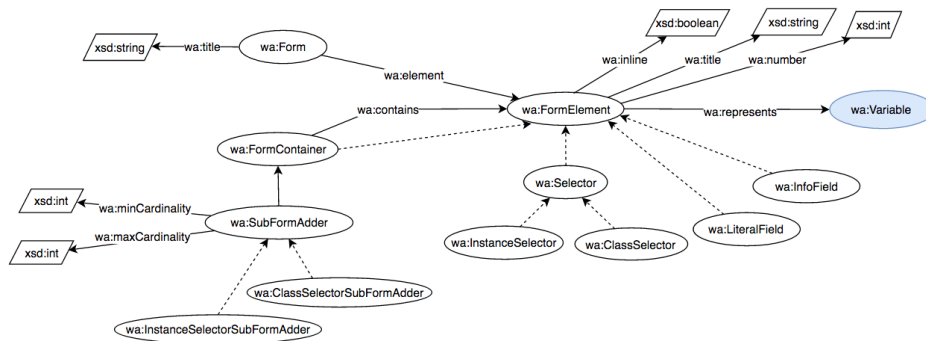 xsd:boolean
xsd:string
xsd:int
xsd:string
wa:title
wa:Form
wa:inline
wa:title
wa:number
wa:element
wa:contains
wa:FormElement
wa:represents
wa:Variable
wa:FormContainer
wa:Selector
wa:InfoField
xsd:int
wa:minCardinality
wa:SubFormAdder
wa:LiteralField
wa:maxCardinality
wa:InstanceSelector
wa:ClassSelector
xsd:int
wa:ClassSelectorSubFormAdder
wa:InstanceSelectorSubFormAdder